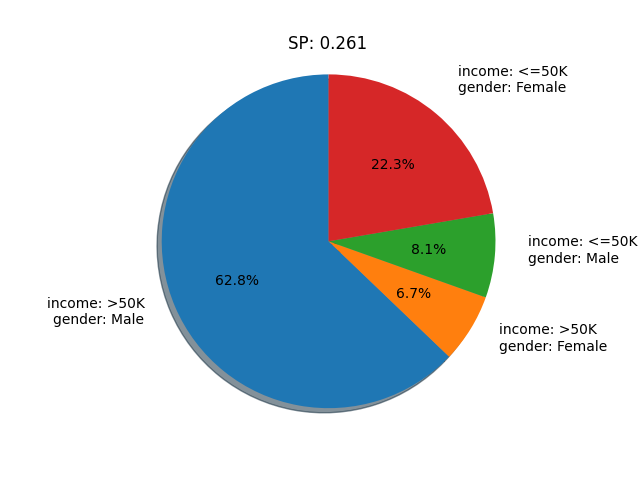 SP: 0.261
income: <=50K
gender: Female
22.3%
8.1%
income: <=50K
gender: Male
62.8%
6.7%
income: >50K
gender: Male
income: >50K
gender: Female